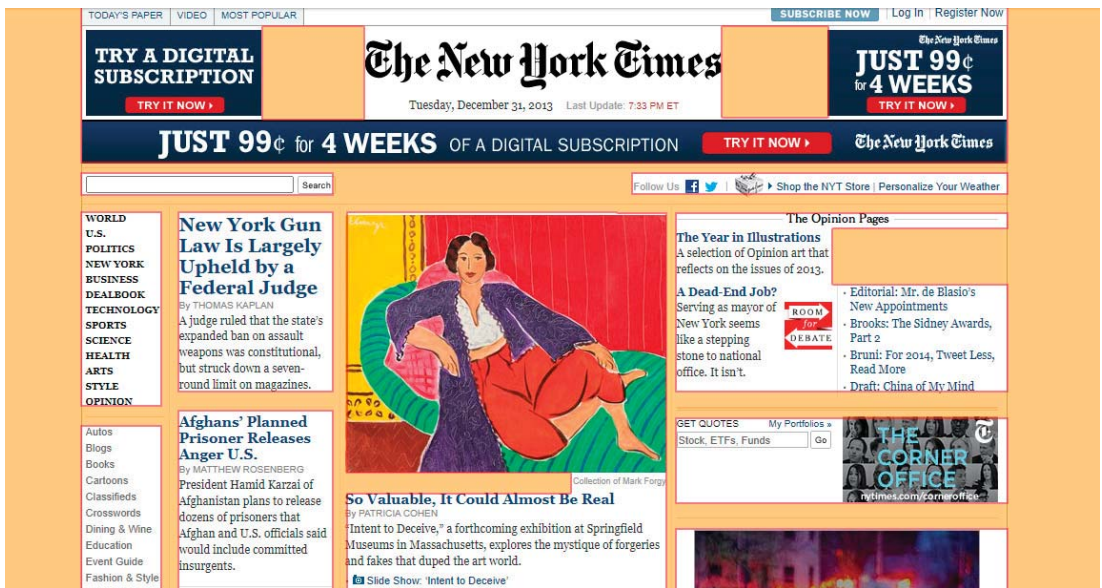 TODAY'S PAPER VIDEO MOST POPULAR
SUBSCRIBE NOW Log In Register Now
TRY A DIGITAL
SUBSCRIPTION
TRY IT NOW
The New York Times
Tuesday, December 31, 2013 Last Update: 7:33 PM ET
The New York Times
JUST 99¢
for 4 WEEKS
TRY IT NOW
JUST 99¢ for 4 WEEKS OF A DIGITAL SUBSCRIPTION TRY IT NOW The New York Times
Search
Follow Us Shop the NYT Store | Personalize Your Weather
WORLD
U.S.
POLITICS
NEW YORK
BUSINESS
DEALBOOK
TECHNOLOGY
SPORTS
SCIENCE
HEALTH
ARTS
STYLE
OPINION
Autos
Blogs
Books
Cartoons
Classifieds
Crosswords
Dining & Wine
Education
Event Guide
Fashion & Style
New York Gun
Law Is Largely
Upheld by a
Federal Judge
By THOMAS KAPLAN
A judge ruled that the state's
expanded ban on assault
weapons was constitutional,
but struck down a seven-
round limit on magazines.
Afghans' Planned
Prisoner Releases
Anger U.S.
By MATTHEW ROSENBERG
President Hamid Karzai of
Afghanistan plans to release
dozens of prisoners that
Afghan and U.S. officials said
would include committed
insurgents.
Collection of Mark Forgy
So Valuable, It Could Almost Be Real
By PATRICIA COHEN
"Intent to Deceive," a forthcoming exhibition at Springfield
Museums in Massachusetts, explores the mystique of forgeries
and fakes that duped the art world.
Slide Show: 'Intent to Deceive'
The Opinion Pages
The Year in Illustrations
A selection of Opinion art that
reflects on the issues of 2013.
A Dead-End Job?
Serving as mayor of
New York seems
like a stepping
stone to national
office. It isn't.
ROOM
for
DEBATE
Editorial: Mr. de Blasio's
New Appointments
Brooks: The Sidney Awards,
Part 2
Bruni: For 2014, Tweet Less,
Read More
Draft: China of My Mind
GET QUOTES My Portfolios »
Stock, ETFs, Funds Go
THE
CORNER
OFFICE
nytimes.com/corneroffice